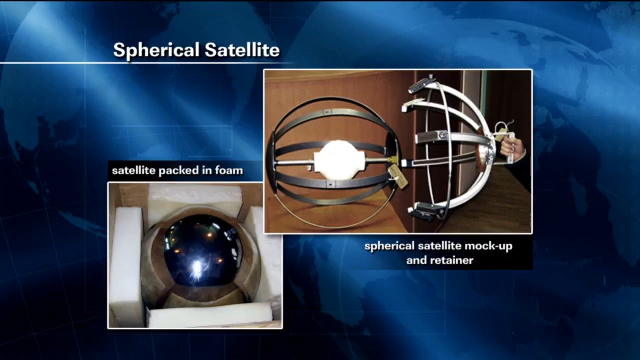 Spherical Satellite
satellite packed in foam
spherical satellite mock-up
and retainer